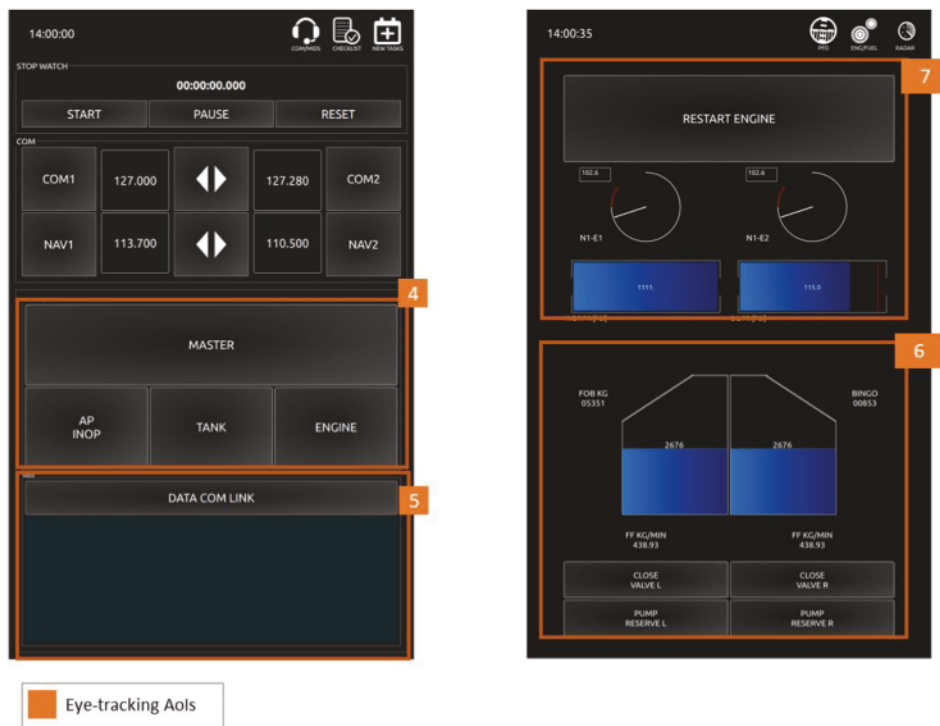 14:00:00
COM/MIDS CHECKLIST NEW TASKS
STOP WATCH
00:00:00.000
START PAUSE RESET
COM
COM1 127.000 127.280 COM2
NAV1 113.700 110.500 NAV2
4
MASTER
AP
INOP
TANK ENGINE
5
DATA COM LINK
14:00:35
PFD ENG/FUEL RADAR
7
RESTART ENGINE
102.6 102.6
N1-E1 N1-E2
1111. 115.0
6
FOB KG
05351
BINGO
00853
2676 2676
FF KG/MIN
438.93
FF KG/MIN
438.93
CLOSE
VALVE L
CLOSE
VALVE R
PUMP
RESERVE L
PUMP
RESERVE R
Eye-tracking AoIs